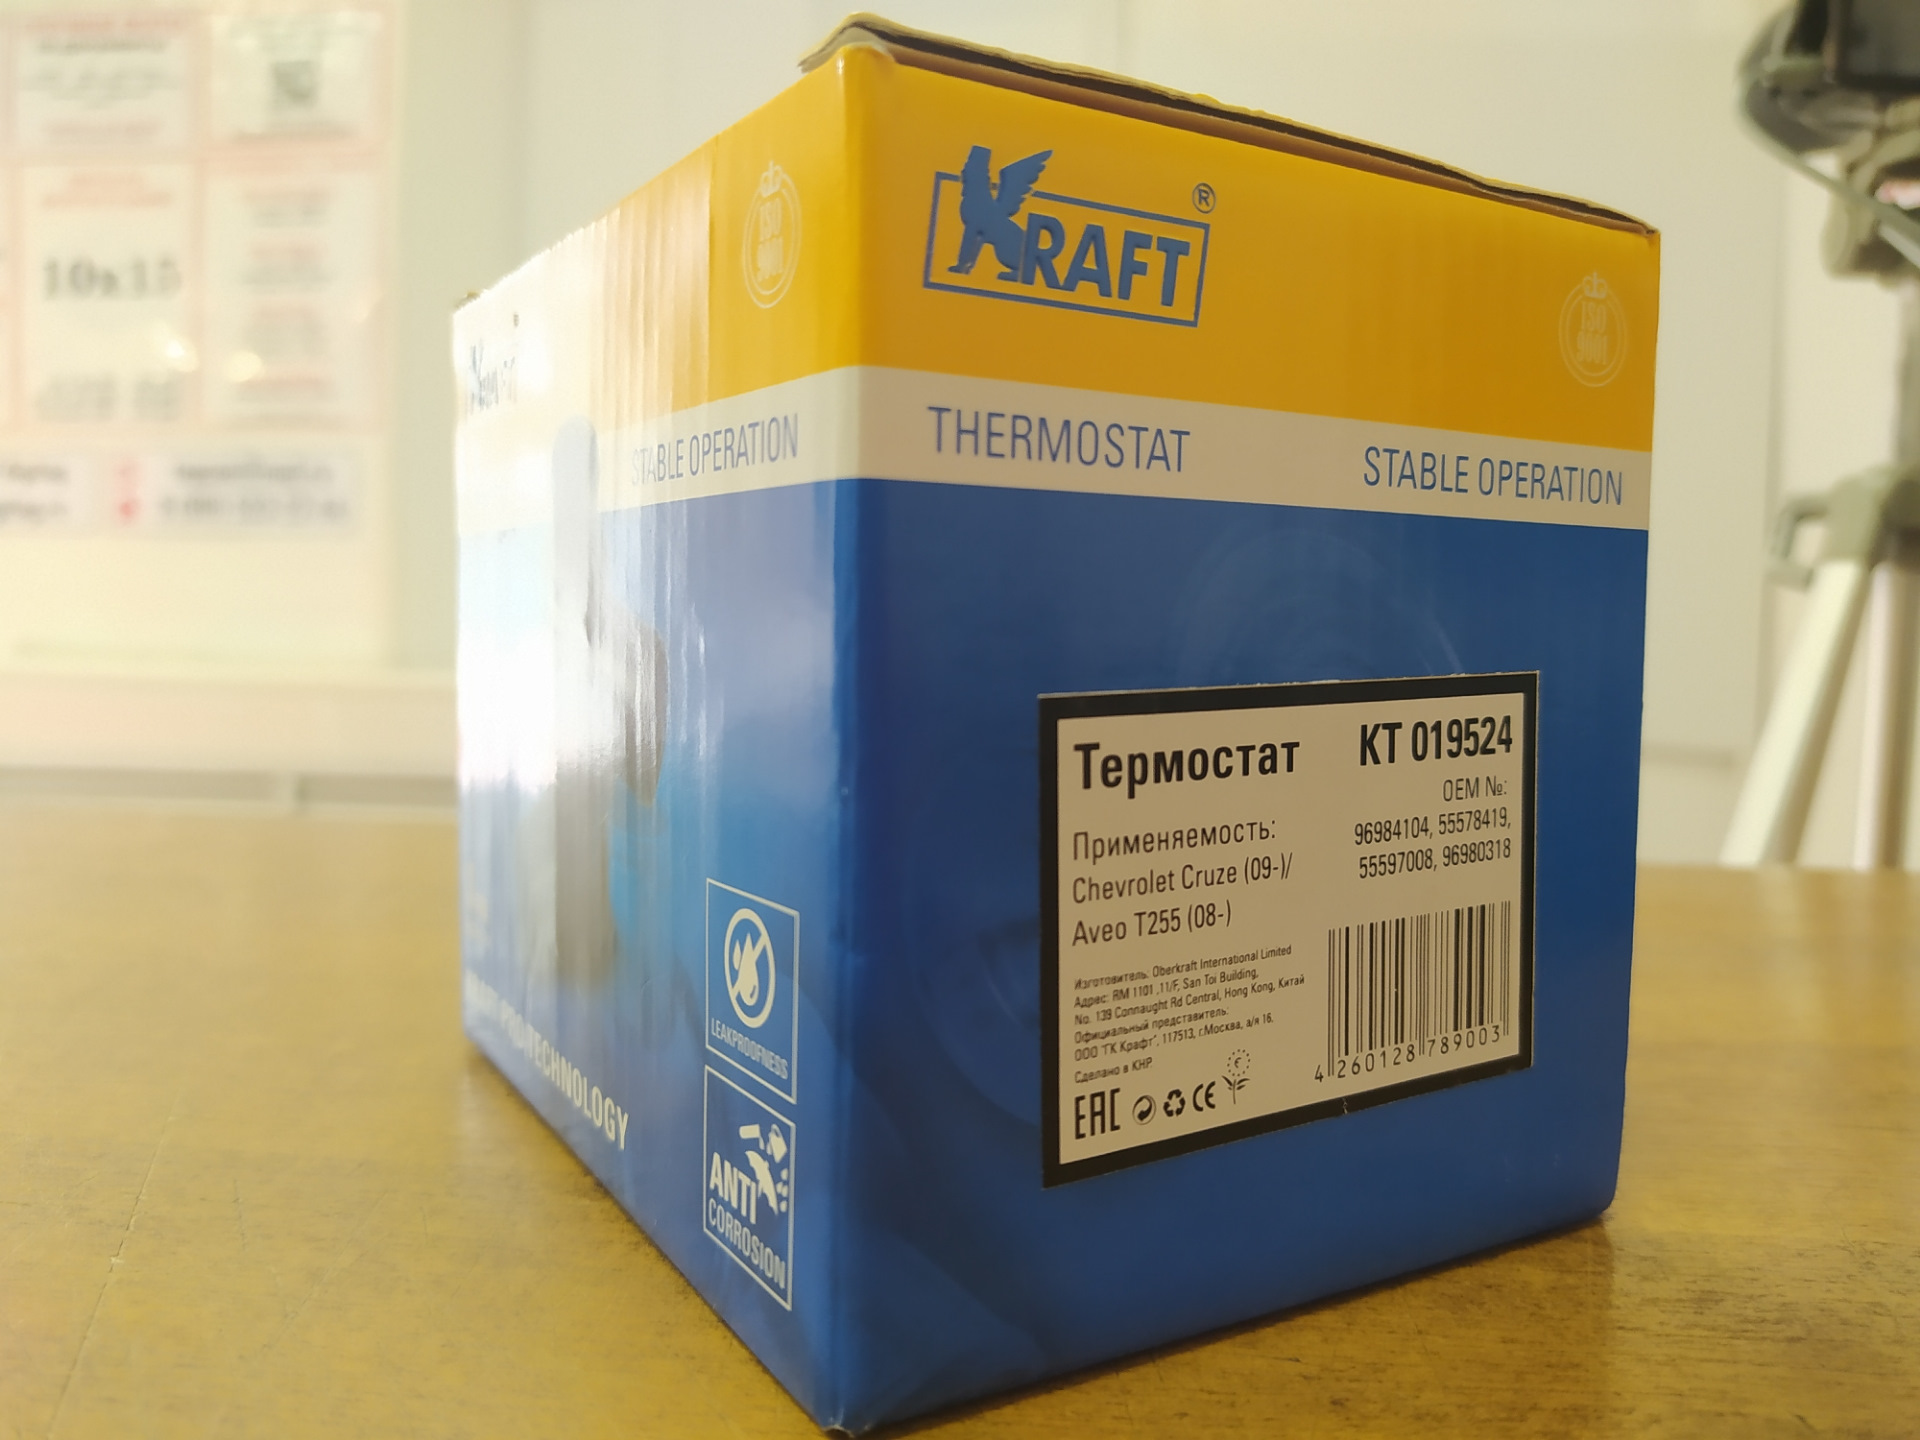 10x15
KRAFT
®
ISO
9001
STABLE OPERATION
LEAKPROOFNESS
ANTI
CORROSION
TECHNOLOGY
KRAFT
®
ISO
9001
THERMOSTAT
STABLE OPERATION
Термостат
KT 019524
OEM №:
96984104, 55578419,
55597008, 96980318
Применяемость:
Chevrolet Cruze (09-)/
Aveo T255 (08-)
Изготовитель: Oberkraft International Limited
Адрес: RM 1101 ,11/F, San Toi Building,
No. 139 Connaught Rd Central, Hong Kong, Китай
Официальный представитель:
ООО "ГК Крафт", 117513, г.Москва, а/я 16.
Сделано в КНР.
EAC CE
4 260128 789003